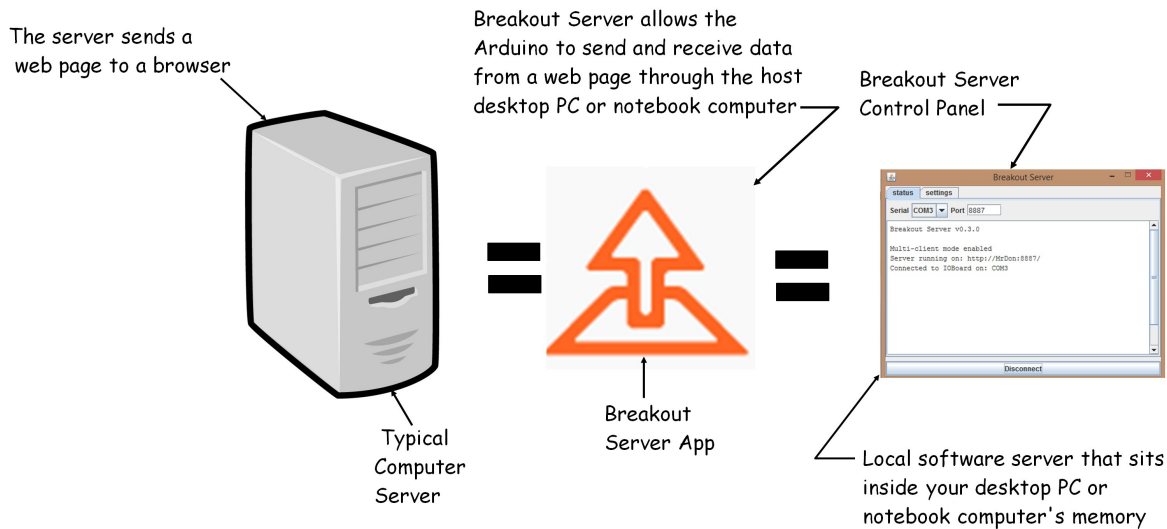 The server sends a
web page to a browser
Breakout Server allows the
Arduino to send and receive data
from a web page through the host
desktop PC or notebook computer
Breakout Server
Control Panel
Breakout Server
status settings
Serial COM3 Port 8887
Breakout Server v0.3.0
Multi-client mode enabled
Server running on: http://MrDon:8887/
Connected to IOBoard on: COM3
Disconnect
Breakout
Server App
Typical
Computer
Server
Local software server that sits
inside your desktop PC or
notebook computer's memory